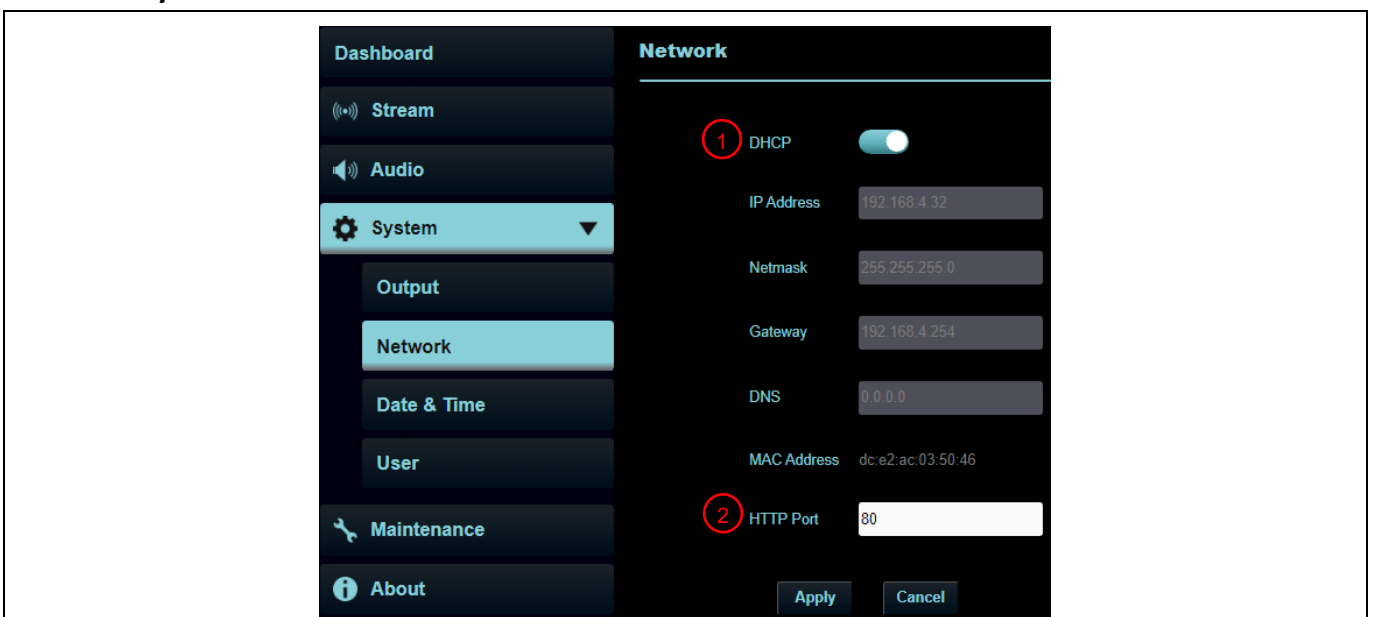 Dashboard
Stream
Audio
System
Output
Network
Date & Time
User
Maintenance
About
Network
1 DHCP
IP Address 192.168.4.32
Netmask 255.255.255.0
Gateway 192.168.4.254
DNS 0.0.0.0
MAC Address dc:e2:ac:03:50:46
2 HTTP Port 80
Apply Cancel